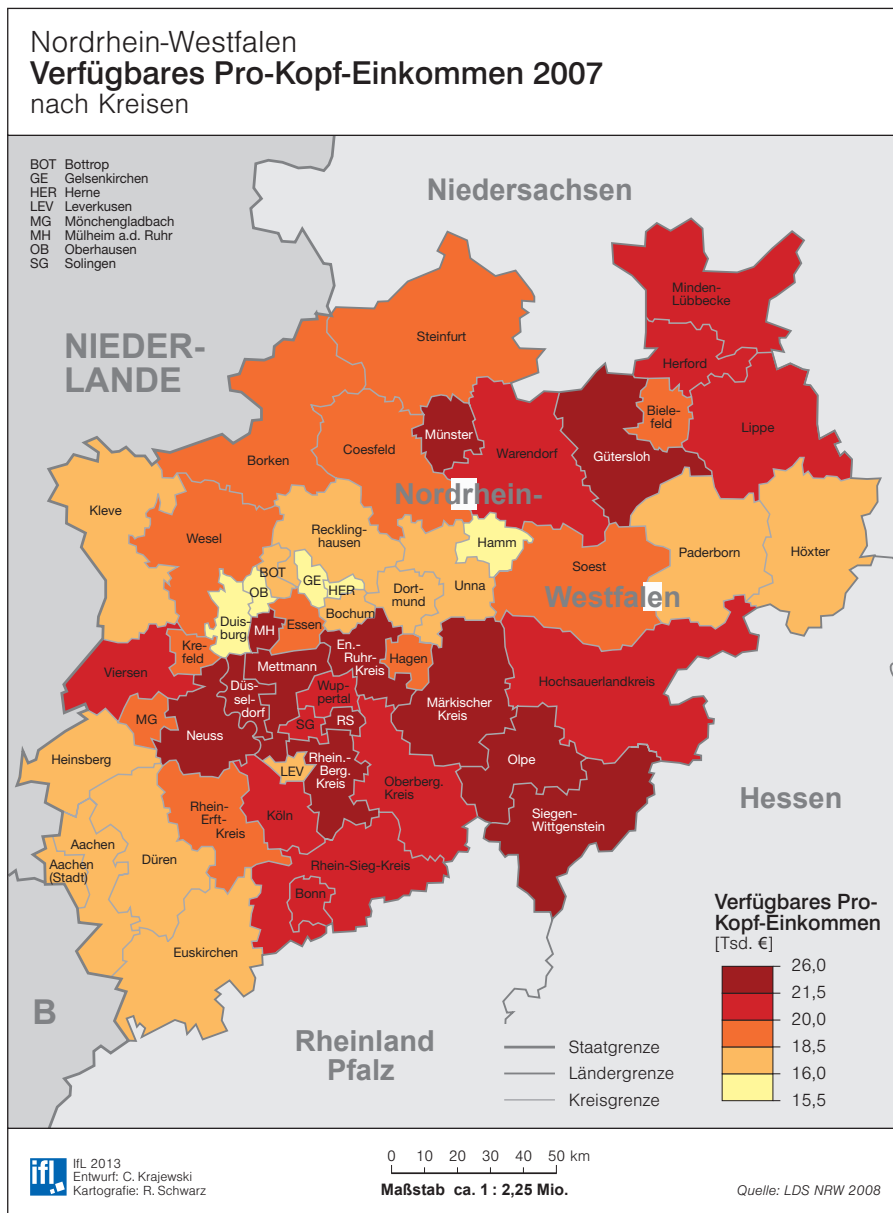 Nordrhein-Westfalen
Verfügbares Pro-Kopf-Einkommen 2007
nach Kreisen
BOT Bottrop
GE Gelsenkirchen
HER Herne
LEV Leverkusen
MG Mönchengladbach
MH Mülheim a.d. Ruhr
OB Oberhausen
SG Solingen
Niedersachsen
NIEDER-
LANDE
Minden-
Lübbecke
Steinfurt
Herford
Biele-
feld
Lippe
Münster
Warendorf
Gütersloh
Borken
Coesfeld
Nordrhein-
Kleve
Wesel
Reckling-
hausen
Hamm
Soest
Paderborn
Höxter
BOT
GE
HER
OB
Dort-
mund
Unna
Westfalen
Bochum
Duis-
burg
MH
Essen
Kre-
feld
Viersen
Mettmann
En.-
Ruhr-
Kreis
Hagen
Märkischer
Kreis
Hochsauerlandkreis
Düs-
sel-
dorf
Wup-
pertal
MG
Neuss
SG
RS
Heinsberg
LEV
Rhein.-
Berg.
Kreis
Oberberg.
Kreis
Olpe
Hessen
Rhein-
Erft-
Kreis
Köln
Siegen-
Wittgenstein
Aachen
Aachen
(Stadt)
Düren
Rhein-Sieg-Kreis
Bonn
Euskirchen
B
Rheinland
Pfalz
Verfügbares Pro-
Kopf-Einkommen
[Tsd. €]
26,0
21,5
20,0
18,5
16,0
15,5
Staatgrenze
Ländergrenze
Kreisgrenze
ifl
IfL 2013
Entwurf: C. Krajewski
Kartografie: R. Schwarz
0 10 20 30 40 50 km
Maßstab ca. 1 : 2,25 Mio.
Quelle: LDS NRW 2008